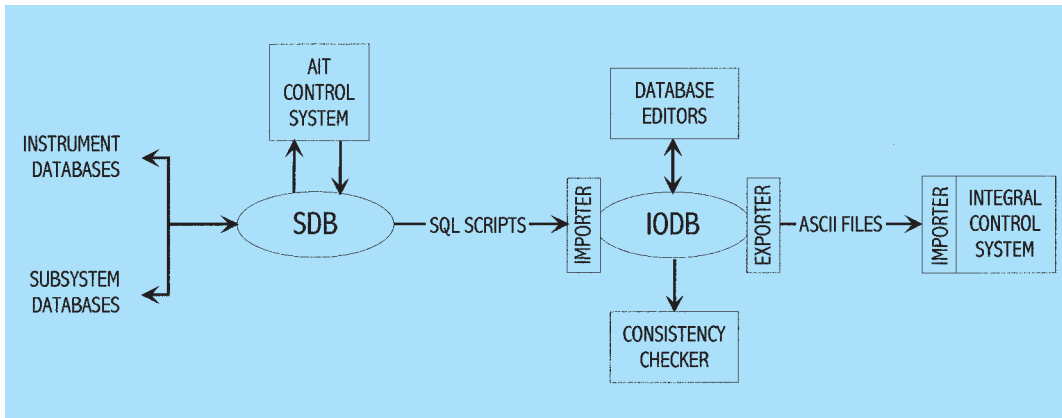 AIT
CONTROL
SYSTEM
INSTRUMENT
DATABASES
SUBSYSTEM
DATABASES
SDB
SQL SCRIPTS
IMPORTER
DATABASE
EDITORS
IODB
EXPORTER
CONSISTENCY
CHECKER
ASCII FILES
IMPORTER
INTEGRAL
CONTROL
SYSTEM